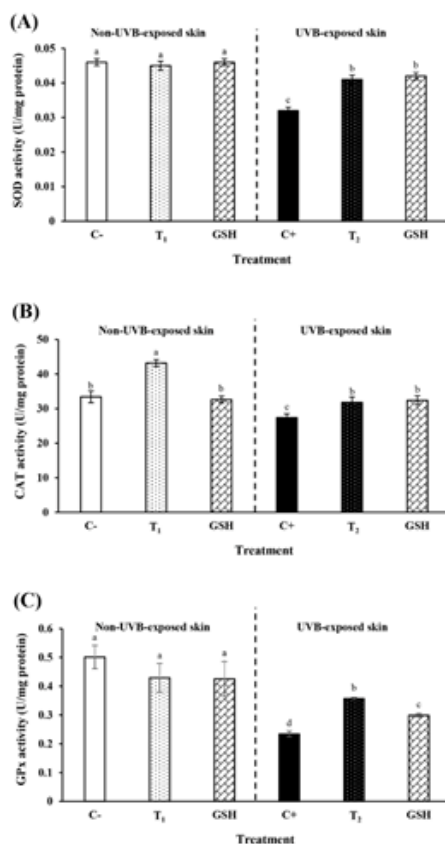 (A)
Non-UVB-exposed skin UVB-exposed skin
SOD activity (U/mg protein)
0.05
0.04
0.03
0.02
0.01
0
a a a c b b
C- T₁ GSH C+ T₂ GSH
Treatment
(B)
Non-UVB-exposed skin UVB-exposed skin
CAT activity (U/mg protein)
50
40
30
20
10
0
b a b c b b
C- T₁ GSH C+ T₂ GSH
Treatment
(C)
Non-UVB-exposed skin UVB-exposed skin
GPx activity (U/mg protein)
0.6
0.5
0.4
0.3
0.2
0.1
0
a a a d b c
C- T₁ GSH C+ T₂ GSH
Treatment